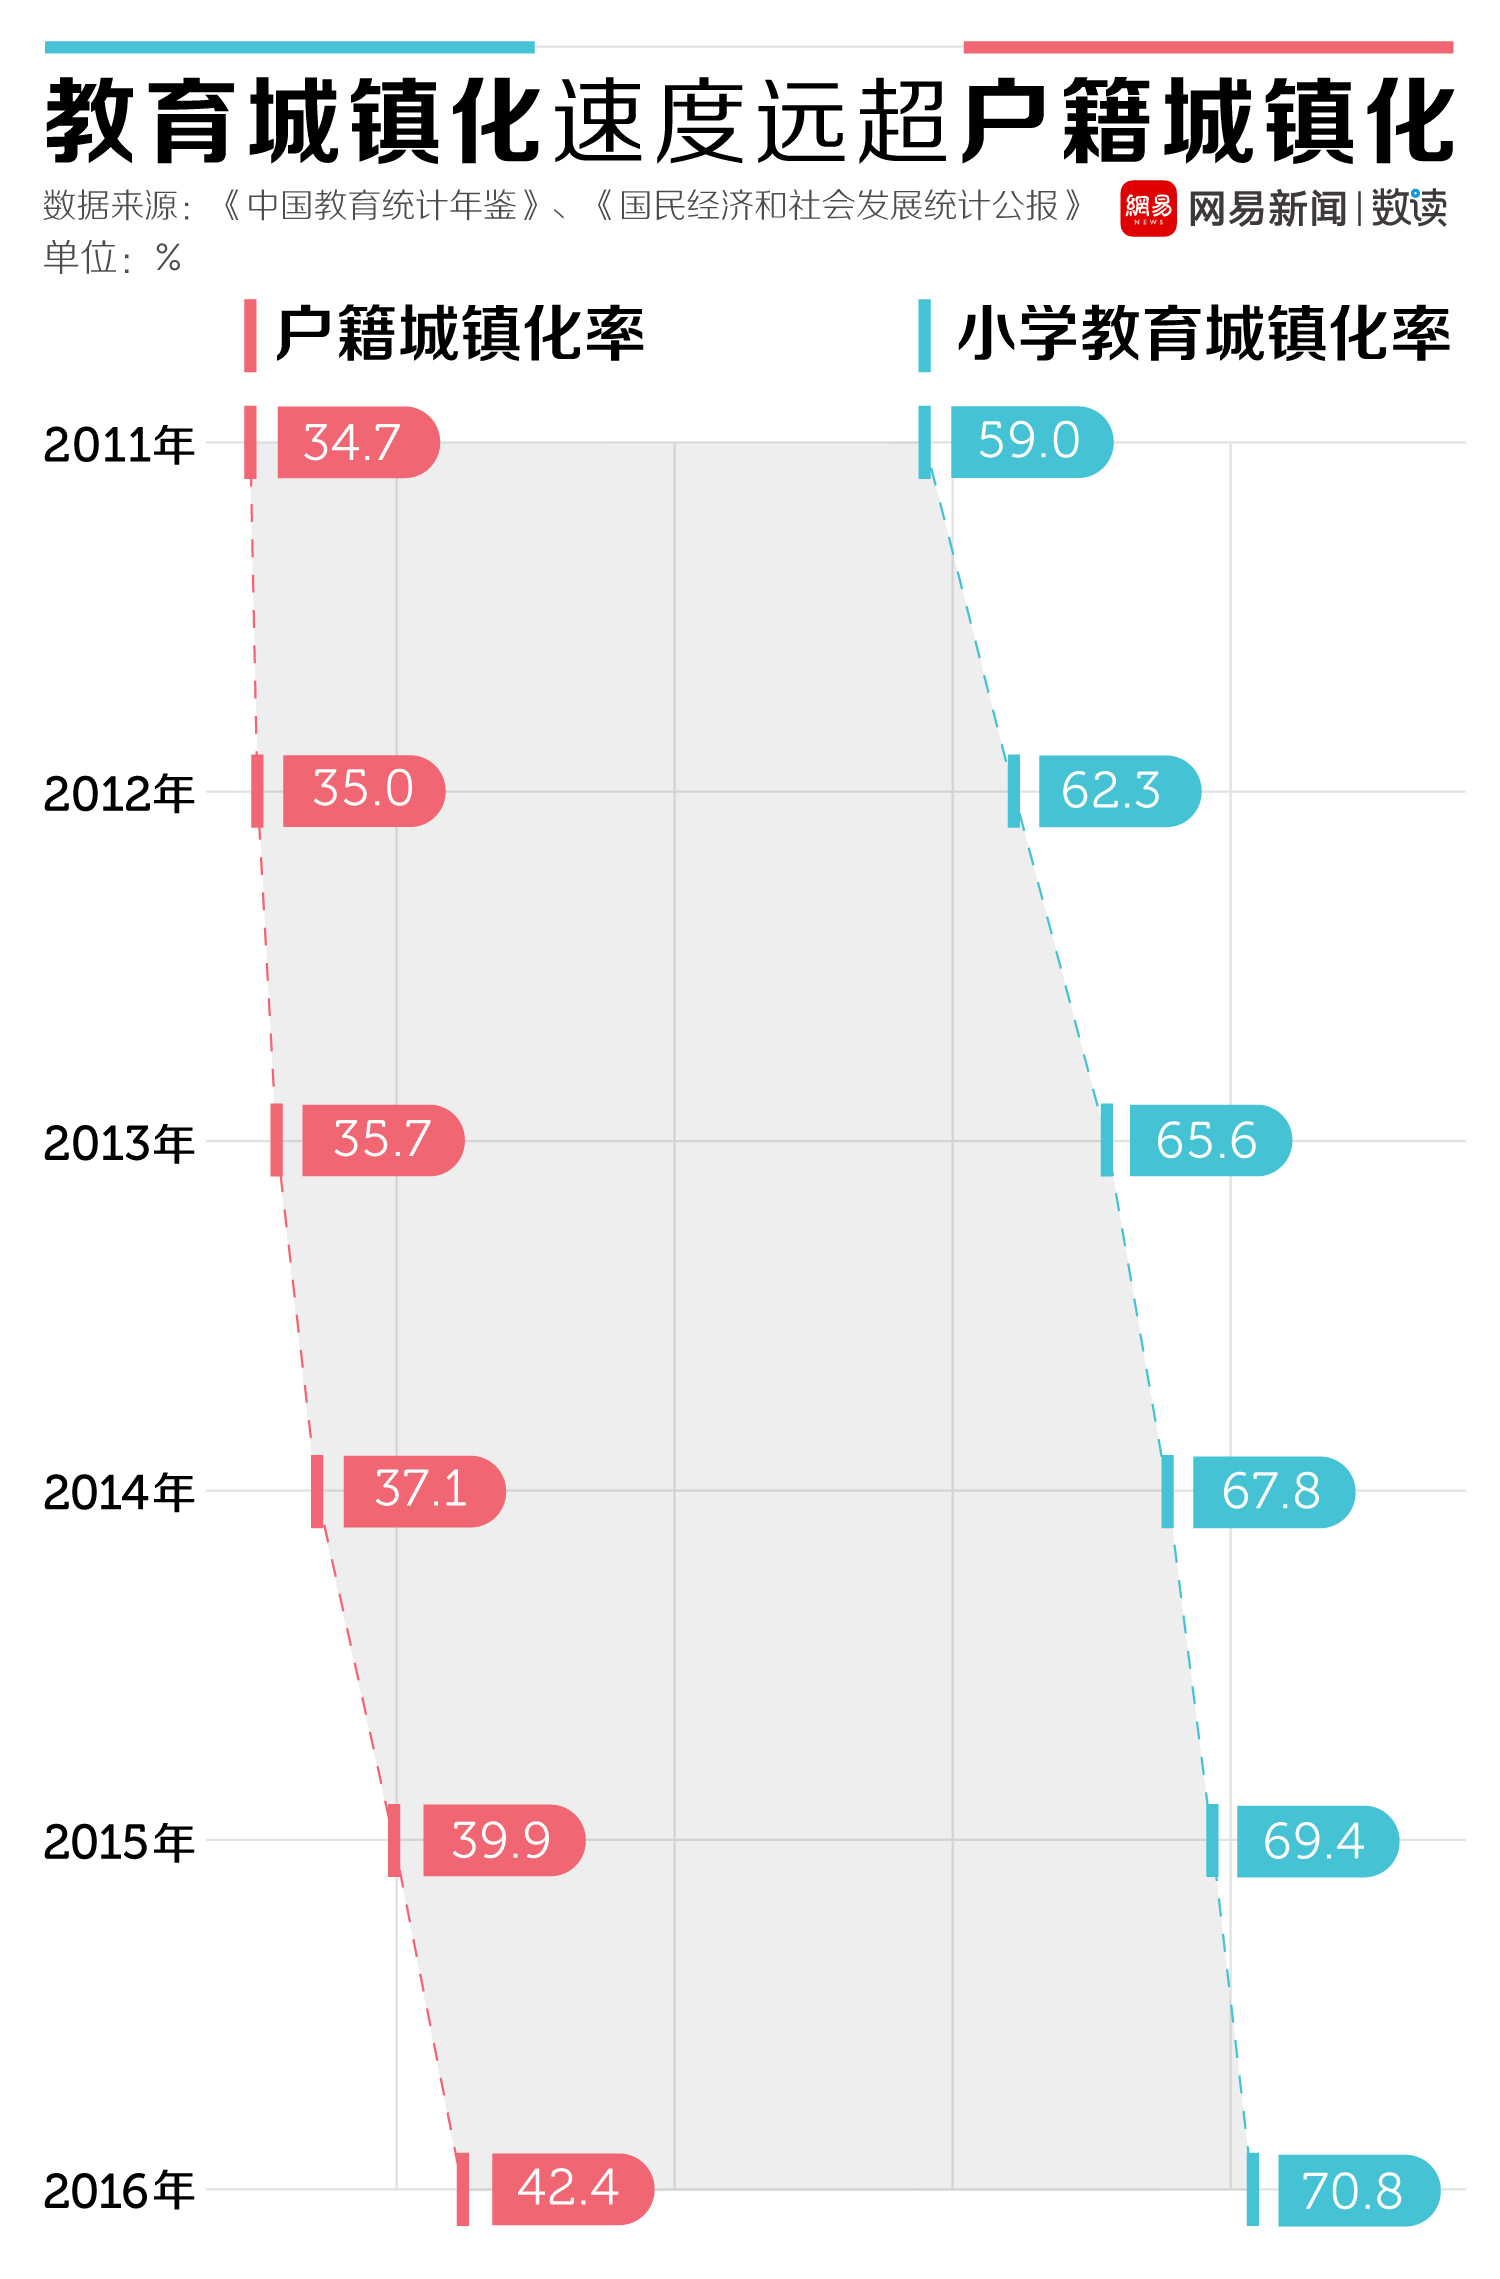 教育城镇化速度远超户籍城镇化
数据来源：《中国教育统计年鉴》、《国民经济和社会发展统计公报》
单位：%
網易
NEWS
网易新闻|数读
户籍城镇化率
小学教育城镇化率
2011年 34.7 59.0
2012年 35.0 62.3
2013年 35.7 65.6
2014年 37.1 67.8
2015年 39.9 69.4
2016年 42.4 70.8